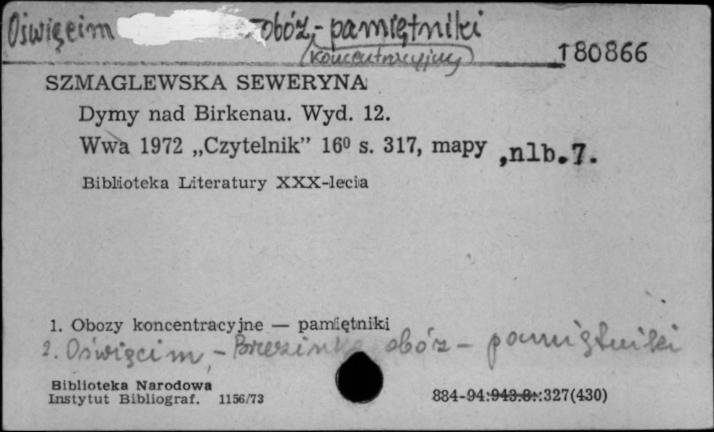 Oświęcim obóz - pamiętniki
(koncentracyjny)
180866
SZMAGLEWSKA SEWERYNA
Dymy nad Birkenau. Wyd. 12.
Wwa 1972 „Czytelnik” 16⁰ s. 317, mapy ,nlb.7.
Biblioteka Literatury XXX-lecia
1. Obozy koncentracyjne — pamiętniki
2. Oświęcim - Brzezinka obóz - pamiętniki
Biblioteka Narodowa
Instytut Bibliograf. 1156/73
884-94:943.8:.:327(430)